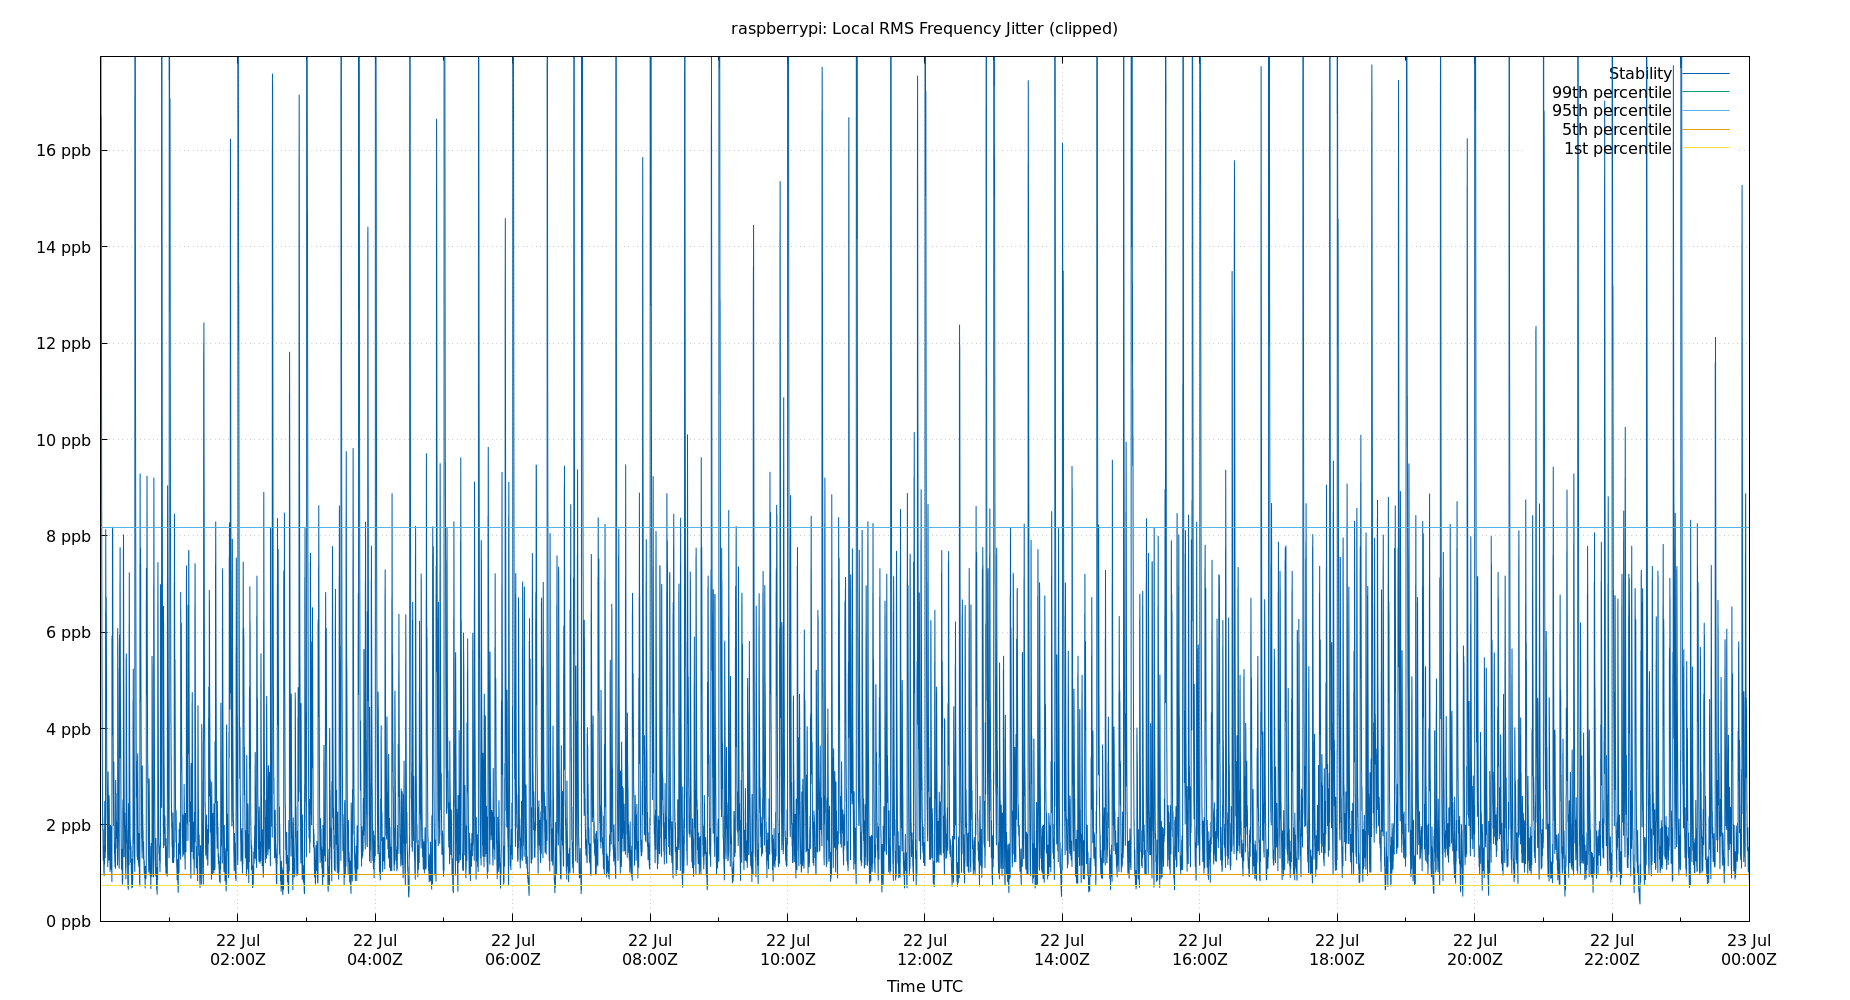 raspberrypi: Local RMS Frequency Jitter (clipped)
Stability
99th percentile
95th percentile
5th percentile
1st percentile
16 ppb
14 ppb
12 ppb
10 ppb
8 ppb
6 ppb
4 ppb
2 ppb
0 ppb
22 Jul 22 Jul 22 Jul 22 Jul 22 Jul 22 Jul 22 Jul 22 Jul 22 Jul 22 Jul 22 Jul 23 Jul
02:00Z 04:00Z 06:00Z 08:00Z 10:00Z 12:00Z 14:00Z 16:00Z 18:00Z 20:00Z 22:00Z 00:00Z
Time UTC